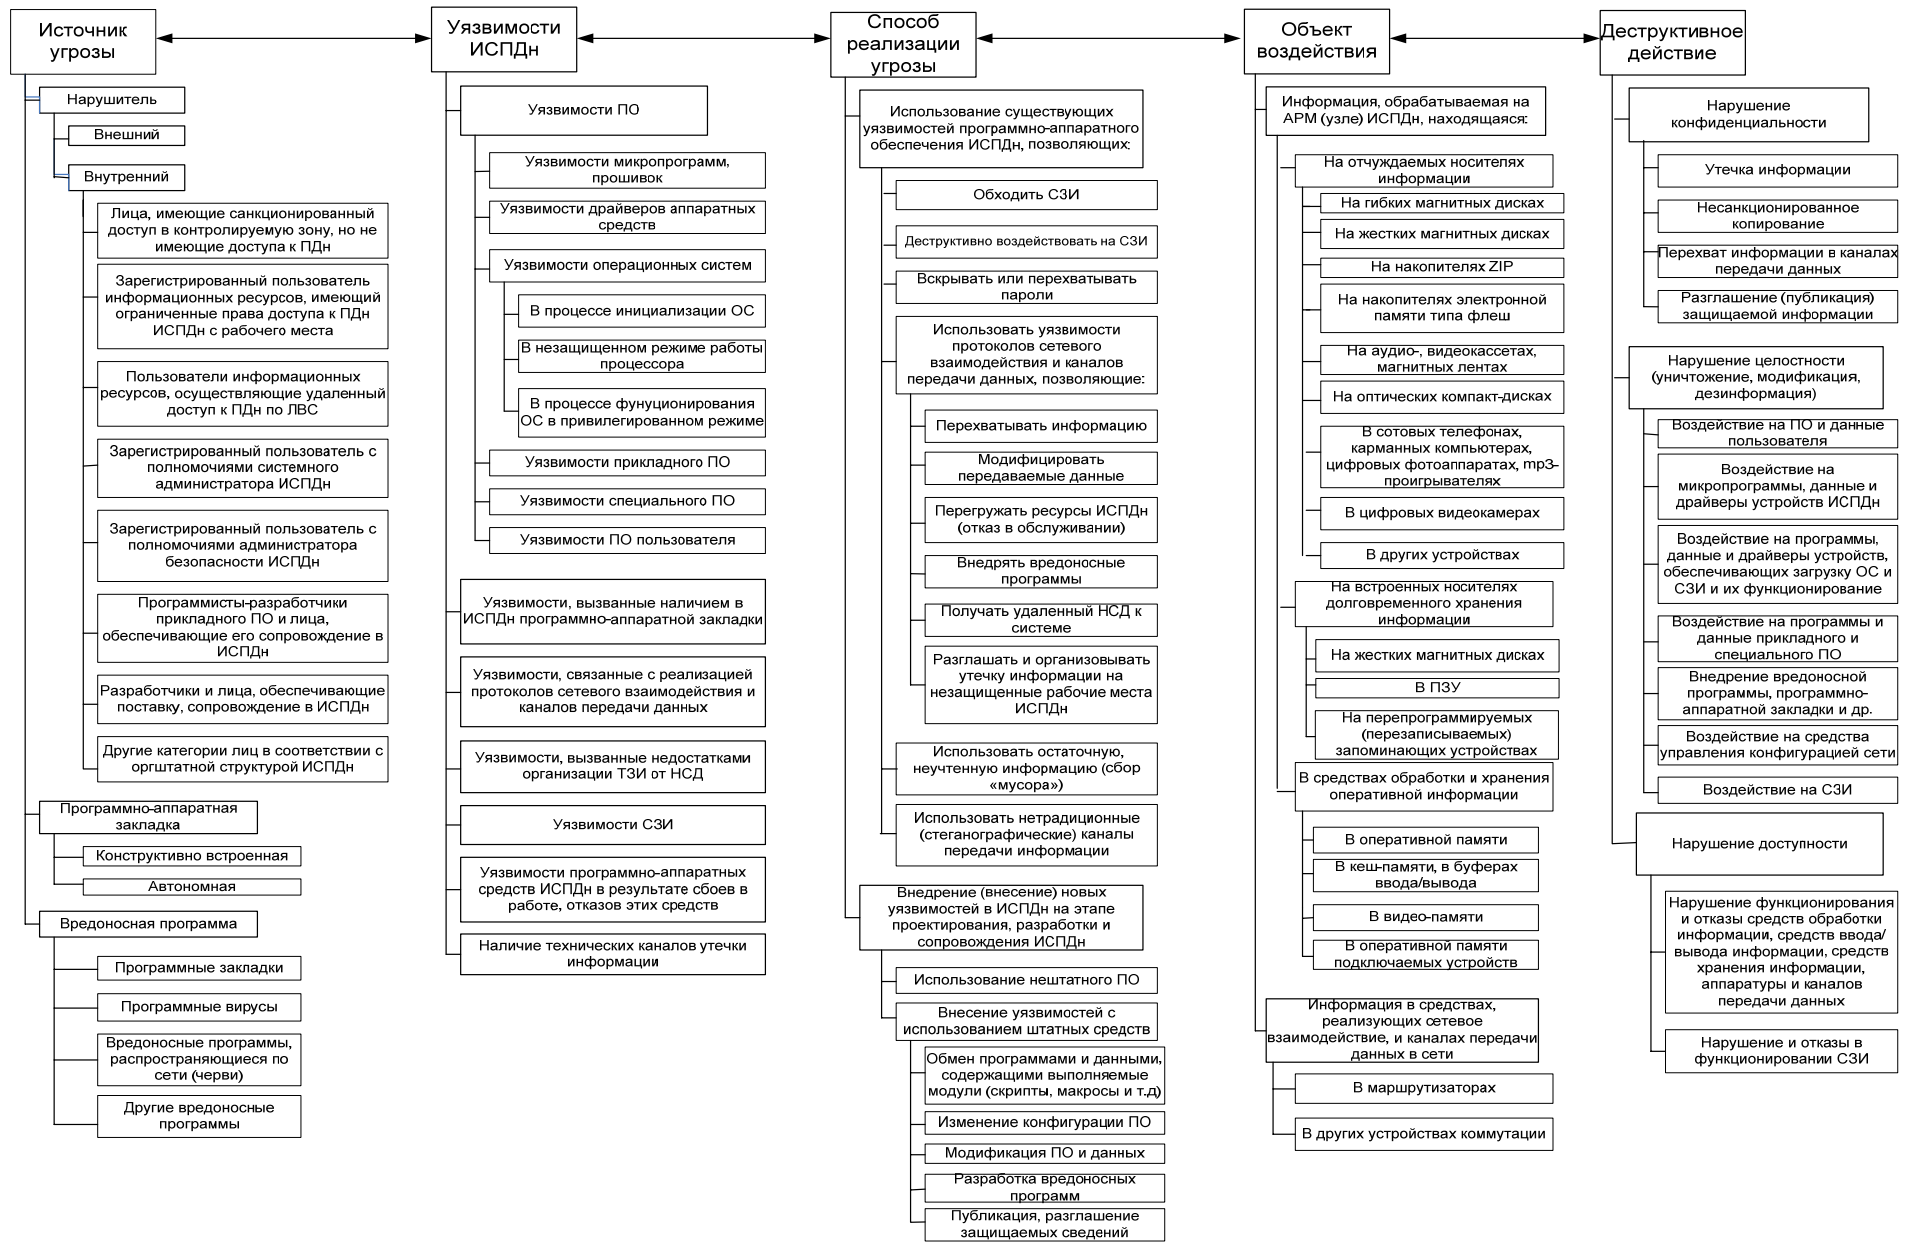 Источник
угрозы
Нарушитель
Внешний
Внутренний
Лица, имеющие санкционированный
доступ в контролируемую зону, но не
имеющие доступа к ПДн
Зарегистрированный пользователь
информационных ресурсов, имеющий
ограниченные права доступа к ПДн
ИСПДн с рабочего места
Пользователи информационных
ресурсов, осуществляющие удаленный
доступ к ПДн по ЛВС
Зарегистрированный пользователь с
полномочиями системного
администратора ИСПДн
Зарегистрированный пользователь с
полномочиями администратора
безопасности ИСПДн
Программисты-разработчики
прикладного ПО и лица,
обеспечивающие его сопровождение в
ИСПДн
Разработчики и лица, обеспечивающие
поставку, сопровождение в ИСПДн
Другие категории лиц в соответствии с
оргштатной структурой ИСПДн
Программно-аппаратная
закладка
Конструктивно встроенная
Автономная
Вредоносная программа
Программные закладки
Программные вирусы
Вредоносные программы,
распространяющиеся по
сети (черви)
Другие вредоносные
программы
Уязвимости
ИСПДн
Уязвимости ПО
Уязвимости микропрограмм,
прошивок
Уязвимости драйверов аппаратных
средств
Уязвимости операционных систем
В процессе инициализации ОС
В незащищенном режиме работы
процессора
В процессе фунуционирования
ОС в привилегированном режиме
Уязвимости прикладного ПО
Уязвимости специального ПО
Уязвимости ПО пользователя
Уязвимости, вызванные наличием в
ИСПДн программно-аппаратной закладки
Уязвимости, связанные с реализацией
протоколов сетевого взаимодействия и
каналов передачи данных
Уязвимости, вызванные недостатками
организации ТЗИ от НСД
Уязвимости СЗИ
Уязвимости программно-аппаратных
средств ИСПДн в результате сбоев в
работе, отказов этих средств
Наличие технических каналов утечки
информации
Способ
реализации
угрозы
Использование существующих
уязвимостей программно-аппаратного
обеспечения ИСПДн, позволяющих:
Обходить СЗИ
Деструктивно воздействовать на СЗИ
Вскрывать или перехватывать
пароли
Использовать уязвимости
протоколов сетевого
взаимодействия и каналов
передачи данных, позволяющие:
Перехватывать информацию
Модифицировать
передаваемые данные
Перегружать ресурсы ИСПДн
(отказ в обслуживании)
Внедрять вредоносные
программы
Получать удаленный НСД к
системе
Разглашать и организовывать
утечку информации на
незащищенные рабочие места
ИСПДн
Использовать остаточную,
неучтенную информацию (сбор
«мусора»)
Использовать нетрадиционные
(стеганографические) каналы
передачи информации
Внедрение (внесение) новых
уязвимостей в ИСПДн на этапе
проектирования, разработки и
сопровождения ИСПДн
Использование нештатного ПО
Внесение уязвимостей с
использованием штатных средств
Обмен программами и данными,
содержащими выполняемые
модули (скрипты, макросы и т.д)
Изменение конфигурации ПО
Модификация ПО и данных
Разработка вредоносных
программ
Публикация, разглашение
защищаемых сведений
Объект
воздействия
Информация, обрабатываемая на
АРМ (узле) ИСПДн, находящаяся:
На отчуждаемых носителях
информации
На гибких магнитных дисках
На жестких магнитных дисках
На накопителях ZIP
На накопителях электронной
памяти типа флеш
На аудио-, видеокассетах,
магнитных лентах
На оптических компакт-дисках
В сотовых телефонах,
карманных компьютерах,
цифровых фотоаппаратах, mp3-
проигрывателях
В цифровых видеокамерах
В других устройствах
На встроенных носителях
долговременного хранения
информации
На жестких магнитных дисках
В ПЗУ
На перепрограммируемых
(перезаписываемых)
запоминающих устройствах
В средствах обработки и хранения
оперативной информации
В оперативной памяти
В кеш-памяти, в буферах
ввода/вывода
В видео-памяти
В оперативной памяти
подключаемых устройств
Информация в средствах,
реализующих сетевое
взаимодействие, и каналах передачи
данных в сети
В маршрутизаторах
В других устройствах коммутации
Деструктивное
действие
Нарушение
конфиденциальности
Утечка информации
Несанкционированное
копирование
Перехват информации в каналах
передачи данных
Разглашение (публикация)
защищаемой информации
Нарушение целостности
(уничтожение, модификация,
дезинформация)
Воздействие на ПО и данные
пользователя
Воздействие на
микропрограммы, данные и
драйверы устройств ИСПДн
Воздействие на программы,
данные и драйверы устройств,
обеспечивающих загрузку ОС и
СЗИ и их функционирование
Воздействие на программы и
данные прикладного и
специального ПО
Внедрение вредоносной
программы, программно-
аппаратной закладки и др.
Воздействие на средства
управления конфигурацией сети
Воздействие на СЗИ
Нарушение доступности
Нарушение функционирования
и отказы средств обработки
информации, средств ввода/
вывода информации, средств
хранения информации,
аппаратуры и каналов
передачи данных
Нарушение и отказы в
функционировании СЗИ